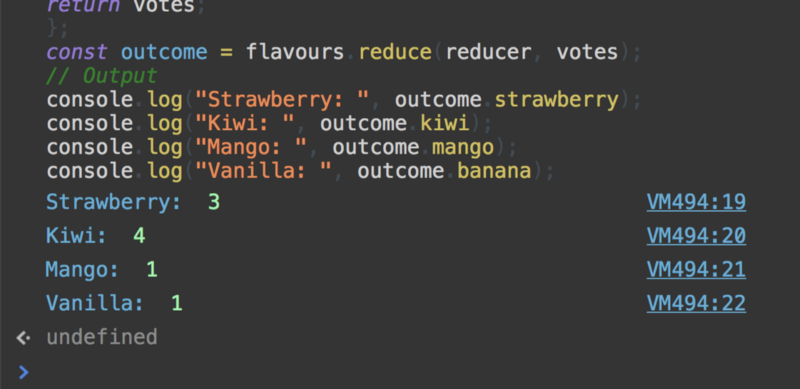 return votes;
};
const outcome = flavours.reduce(reducer, votes);
// Output
console.log("Strawberry: ", outcome.strawberry);
console.log("Kiwi: ", outcome.kiwi);
console.log("Mango: ", outcome.mango);
console.log("Vanilla: ", outcome.banana);
Strawberry:  3 VM494:19
Kiwi:  4 VM494:20
Mango:  1 VM494:21
Vanilla:  1 VM494:22
undefined